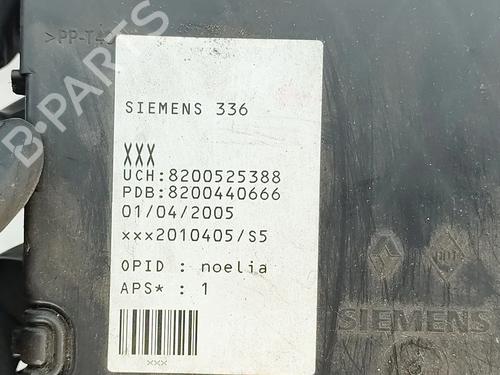 >PP-T40
SIEMENS 336
XXX
UCH:8200525388
PDB:8200440666
01/04/2005
xxx2010405/S5
OPID : noelia
APS* : 1
xxx
SIEMENS
B-PARTS